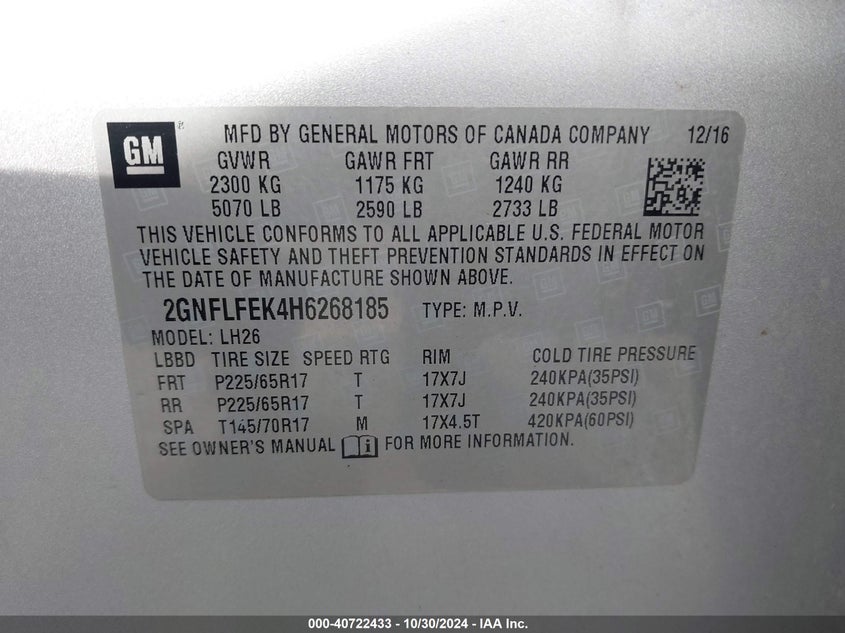 GM MFD BY GENERAL MOTORS OF CANADA COMPANY 12/16
GVWR GAWR FRT GAWR RR
2300 KG 1175 KG 1240 KG
5070 LB 2590 LB 2733 LB
THIS VEHICLE CONFORMS TO ALL APPLICABLE U.S. FEDERAL MOTOR
VEHICLE SAFETY AND THEFT PREVENTION STANDARDS IN EFFECT ON
THE DATE OF MANUFACTURE SHOWN ABOVE.
2GNFLFEK4H6268185 TYPE: M.P.V.
MODEL: LH26
LBBD TIRE SIZE SPEED RTG RIM COLD TIRE PRESSURE
FRT P225/65R17 T 17X7J 240KPA(35PSI)
RR P225/65R17 T 17X7J 240KPA(35PSI)
SPA T145/70R17 M 17X4.5T 420KPA(60PSI)
SEE OWNER'S MANUAL i FOR MORE INFORMATION.
000-40722433 - 10/30/2024 - IAA Inc.